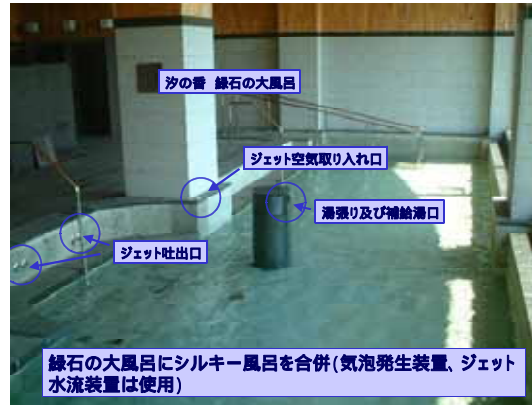 汐の香 緑石の大風呂
ジェット空気取り入れ口
湯張り及び補給湯口
ジェット吐出口
緑石の大風呂にシルキー風呂を合併(気泡発生装置、ジェット
水流装置は使用)